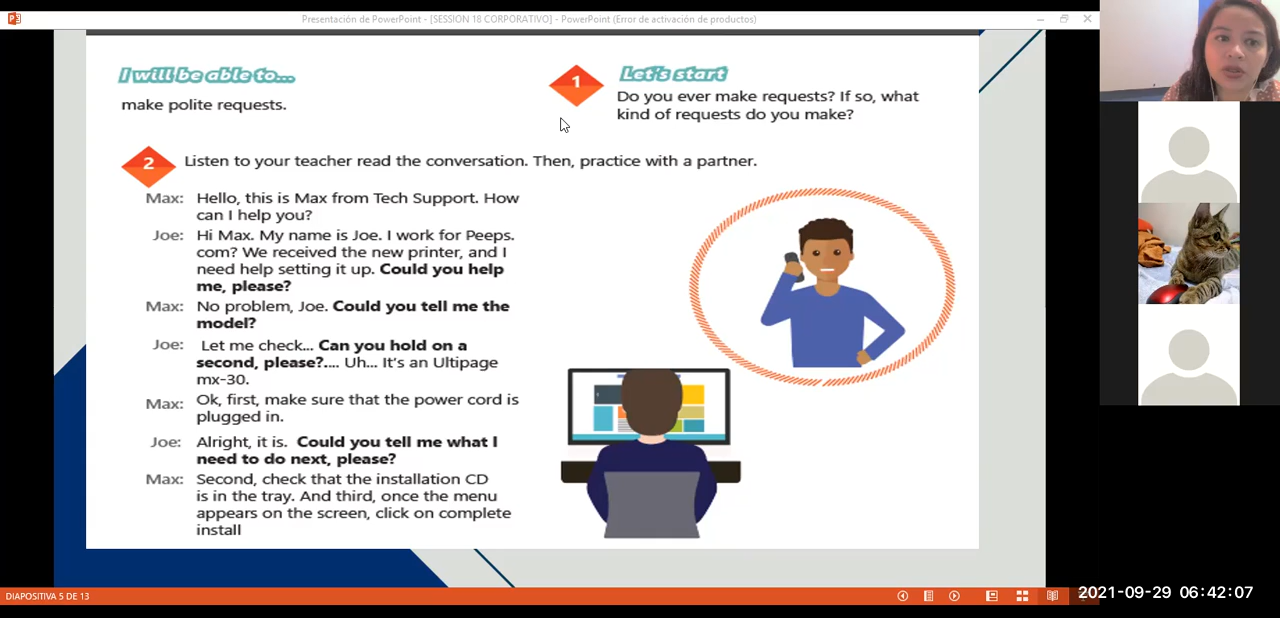 Presentación de PowerPoint - [SESSION 18 CORPORATIVO] - PowerPoint (Error de activación de productos)
I will be able to...
make polite requests.
1
Let's start
Do you ever make requests? If so, what
kind of requests do you make?
2
Listen to your teacher read the conversation. Then, practice with a partner.
Max: Hello, this is Max from Tech Support. How
can I help you?
Joe: Hi Max. My name is Joe. I work for Peeps.
com? We received the new printer, and I
need help setting it up. Could you help
me, please?
Max: No problem, Joe. Could you tell me the
model?
Joe: Let me check... Can you hold on a
second, please?.... Uh... It's an Ultipage
mx-30.
Max: Ok, first, make sure that the power cord is
plugged in.
Joe: Alright, it is. Could you tell me what I
need to do next, please?
Max: Second, check that the installation CD
is in the tray. And third, once the menu
appears on the screen, click on complete
install
DIAPOSITIVA 5 DE 13
2021-09-29 06:42:07